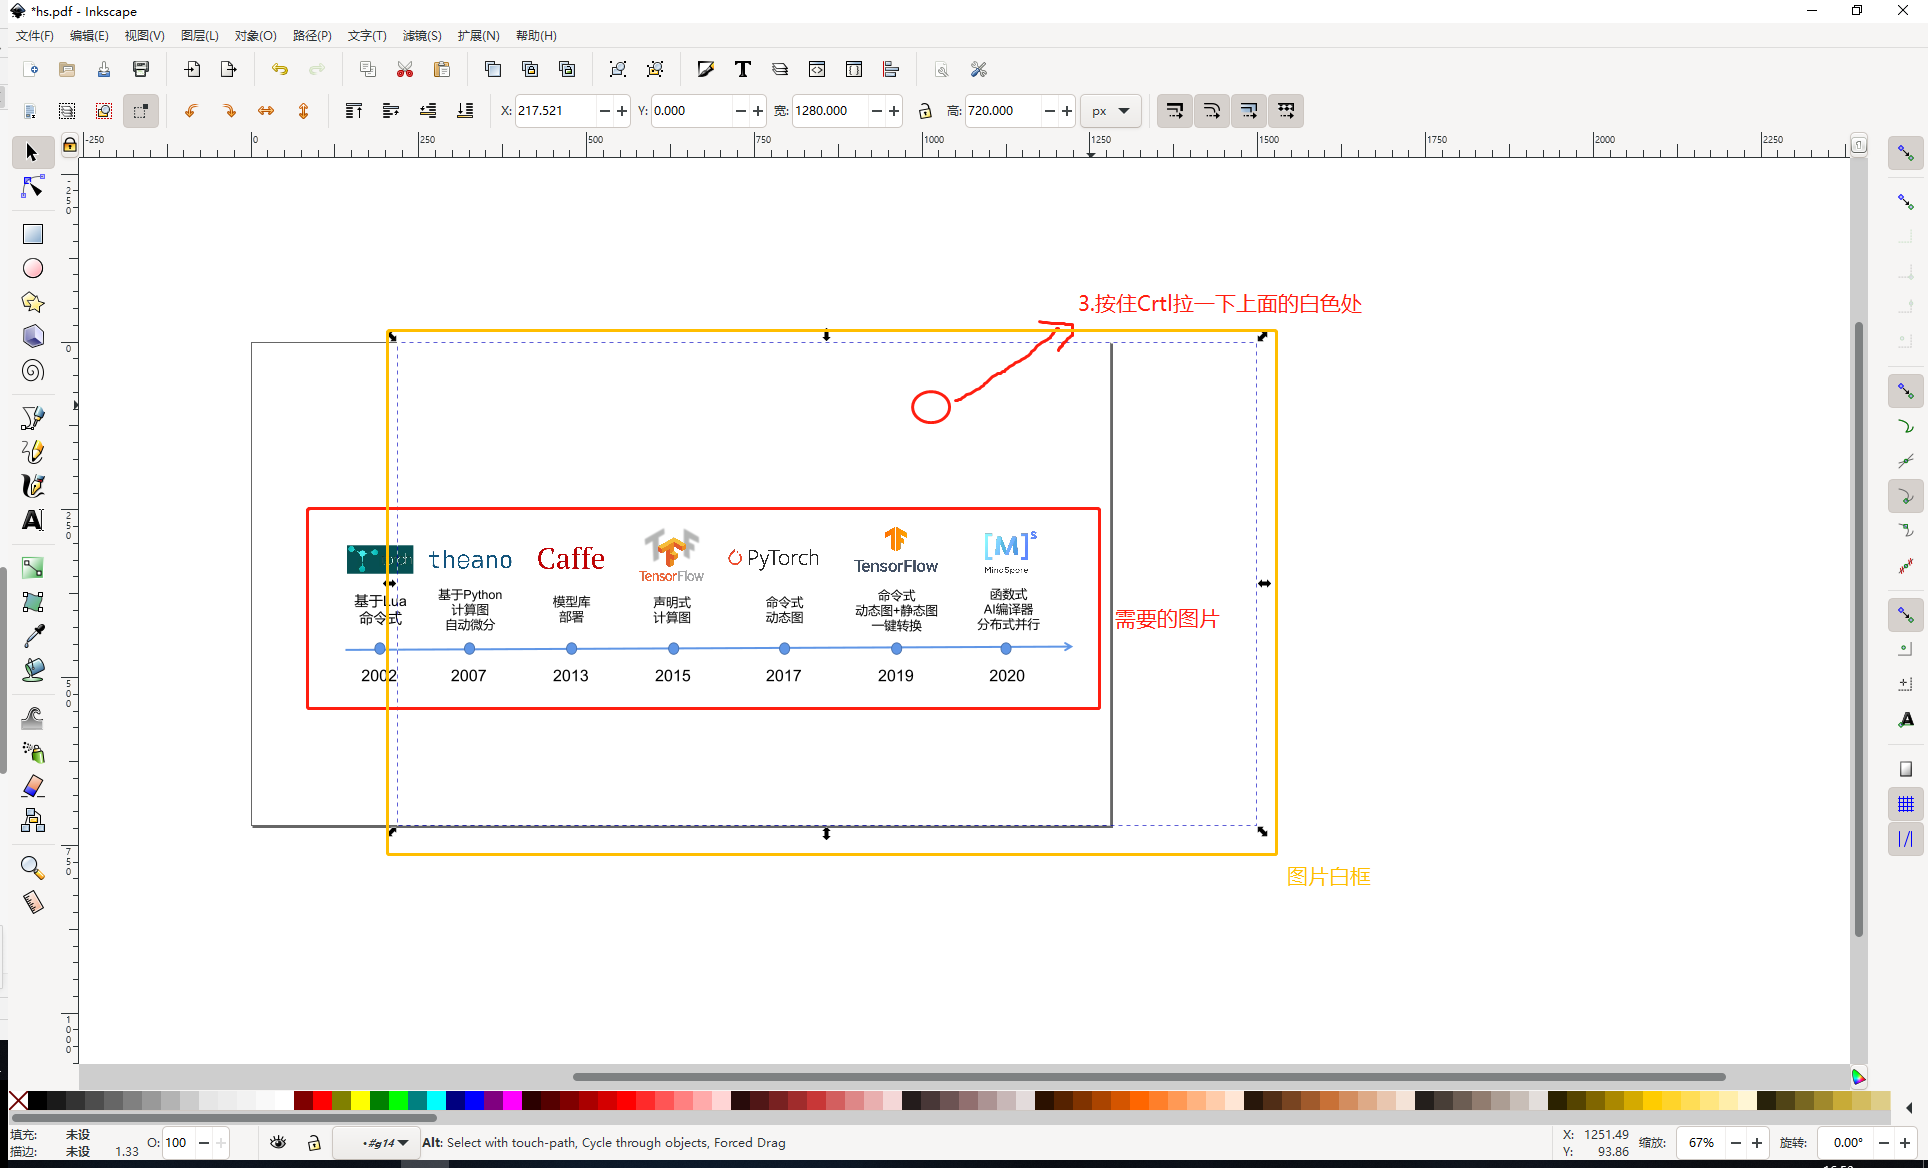 *hs.pdf - Inkscape
文件(F) 编辑(E) 视图(V) 图层(L) 对象(O) 路径(P) 文字(T) 滤镜(S) 扩展(N) 帮助(H)
X: 217.521 Y: 0.000 宽: 1280.000 高: 720.000 px
-250 0 250 500 750 1000 1250 1500 1750 2000 2250
3.按住Crtl拉一下上面的白色处
theano Caffe TensorFlow PyTorch TensorFlow [M]s MindSpore
基于Lua 命令式
基于Python 计算图 自动微分
模型库 部署
声明式 计算图
命令式 动态图
命令式 动态图+静态图 一键转换
函数式 AI编译器 分布式并行
需要的图片
2002 2007 2013 2015 2017 2019 2020
图片白框
-250
0
250
500
750
1000
填充: 未设
描边: 未设 1.33
O: 100
•#g14
Alt: Select with touch-path, Cycle through objects, Forced Drag
X: 1251.49
Y: 93.86
缩放: 67%
旋转: 0.00°